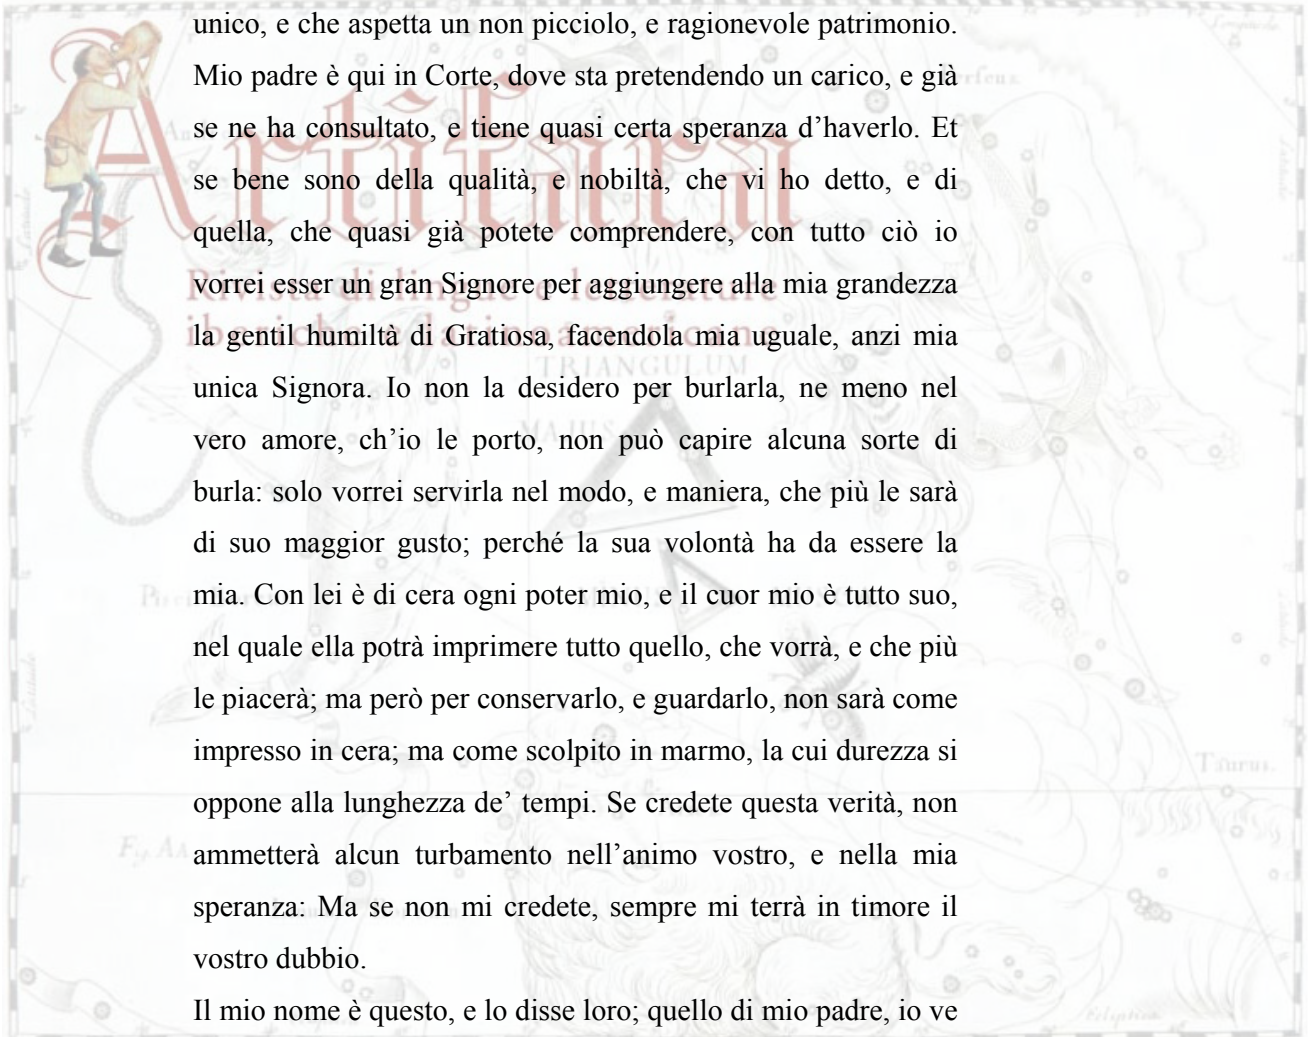 unico, e che aspetta un non picciolo, e ragionevole patrimonio.
Mio padre è qui in Corte, dove sta pretendendo un carico, e già
se ne ha consultato, e tiene quasi certa speranza d’haverlo. Et
se bene sono della qualità, e nobiltà, che vi ho detto, e di
quella, che quasi già potete comprendere, con tutto ciò io
vorrei esser un gran Signore per aggiungere alla mia grandezza
la gentil humiltà di Gratiosa, facendola mia uguale, anzi mia
unica Signora. Io non la desidero per burlarla, ne meno nel
vero amore, ch’io le porto, non può capire alcuna sorte di
burla: solo vorrei servirla nel modo, e maniera, che più le sarà
di suo maggior gusto; perché la sua volontà ha da essere la
mia. Con lei è di cera ogni poter mio, e il cuor mio è tutto suo,
nel quale ella potrà imprimere tutto quello, che vorrà, e che più
le piacerà; ma però per conservarlo, e guardarlo, non sarà come
impresso in cera; ma come scolpito in marmo, la cui durezza si
oppone alla lunghezza de’ tempi. Se credete questa verità, non
ammetterà alcun turbamento nell’animo vostro, e nella mia
speranza: Ma se non mi credete, sempre mi terrà in timore il
vostro dubbio.
Il mio nome è questo, e lo disse loro; quello di mio padre, io ve
Artifara
Rivista di lingue e letterature
iberiche e latinoamericane
TRIANGULUM
MAJUS
Taurus.